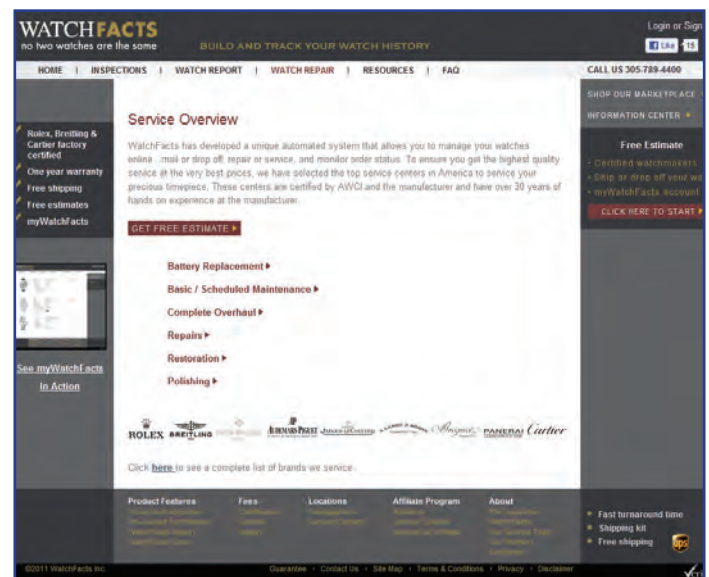 WATCHFACTS
no two watches are the same
BUILD AND TRACK YOUR WATCH HISTORY
Login or Sign
Like 15
HOME | INSPECTIONS | WATCH REPORT | WATCH REPAIR | RESOURCES | FAQ
CALL US 305-789-4400
Rolex, Breitling &
Cartier factory
certified
One year warranty
Free shipping
Free estimates
myWatchFacts
See myWatchFacts
In Action
Service Overview
WatchFacts has developed a unique automated system that allows you to manage your watches
online...mail or drop off, repair or service, and monitor order status. To ensure you get the highest quality
service at the very best prices, we have selected the top service centers in America to service your
precious timepiece. These centers are certified by AWCI and the manufacturer and have over 30 years of
hands on experience at the manufacturer.
GET FREE ESTIMATE
Battery Replacement
Basic / Scheduled Maintenance
Complete Overhaul
Repairs
Restoration
Polishing
ROLEX BREITLING AUDEMARS PIGUET Breguet PANERAI Cartier
Click here to see a complete list of brands we service.
SHOP OUR MARKETPLACE
INFORMATION CENTER
Free Estimate
Certified watchmakers
Ship or drop off your wa
myWatchFacts account
CLICK HERE TO START
Product Features Fees Locations Affiliate Program About
Fast turnaround time
Shipping kit
Free shipping
ups
©2011 WatchFacts Inc.
Guarantee • Contact Us • Site Map • Terms & Conditions • Privacy • Disclaimer